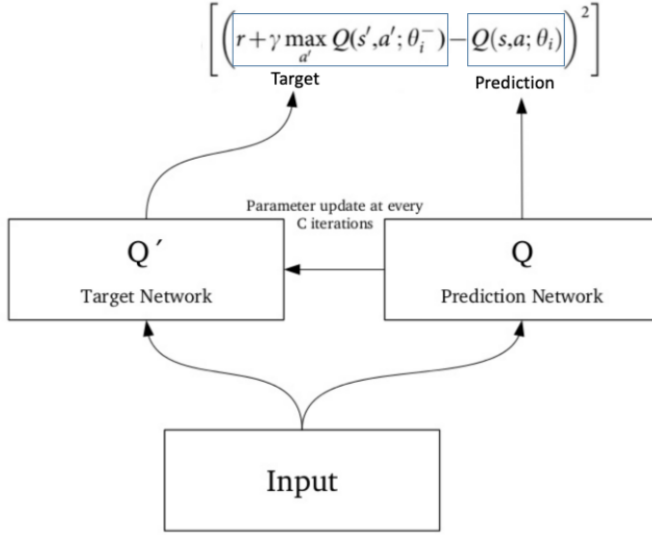 [(r + γ max_{a′} Q(s′,a′; θ_i^−) − Q(s,a; θ_i))^2]
Target Prediction
Parameter update at every
C iterations
Q′ Q
Target Network Prediction Network
Input